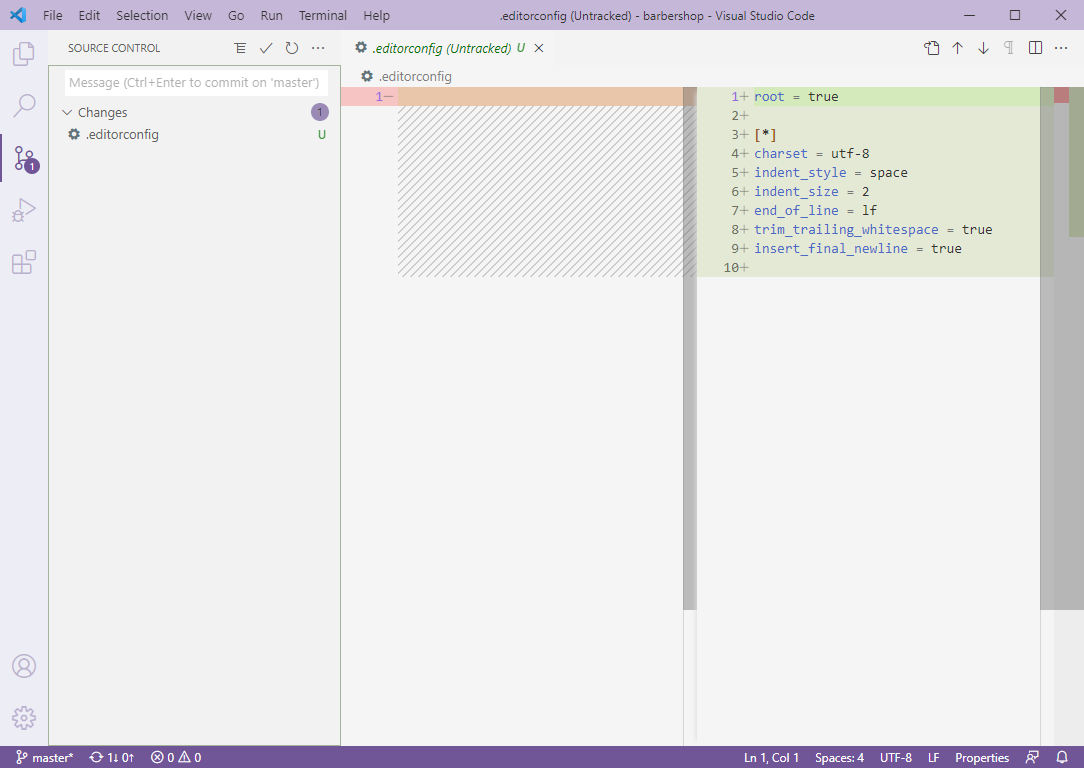 File Edit Selection View Go Run Terminal Help .editorconfig (Untracked) - barbershop - Visual Studio Code
SOURCE CONTROL
Message (Ctrl+Enter to commit on 'master')
Changes 1
.editorconfig U
1
.editorconfig (Untracked) U
.editorconfig
1−
1+ root = true
2+
3+ [*]
4+ charset = utf-8
5+ indent_style = space
6+ indent_size = 2
7+ end_of_line = lf
8+ trim_trailing_whitespace = true
9+ insert_final_newline = true
10+
master* 1↓ 0↑ 0 0 Ln 1, Col 1 Spaces: 4 UTF-8 LF Properties